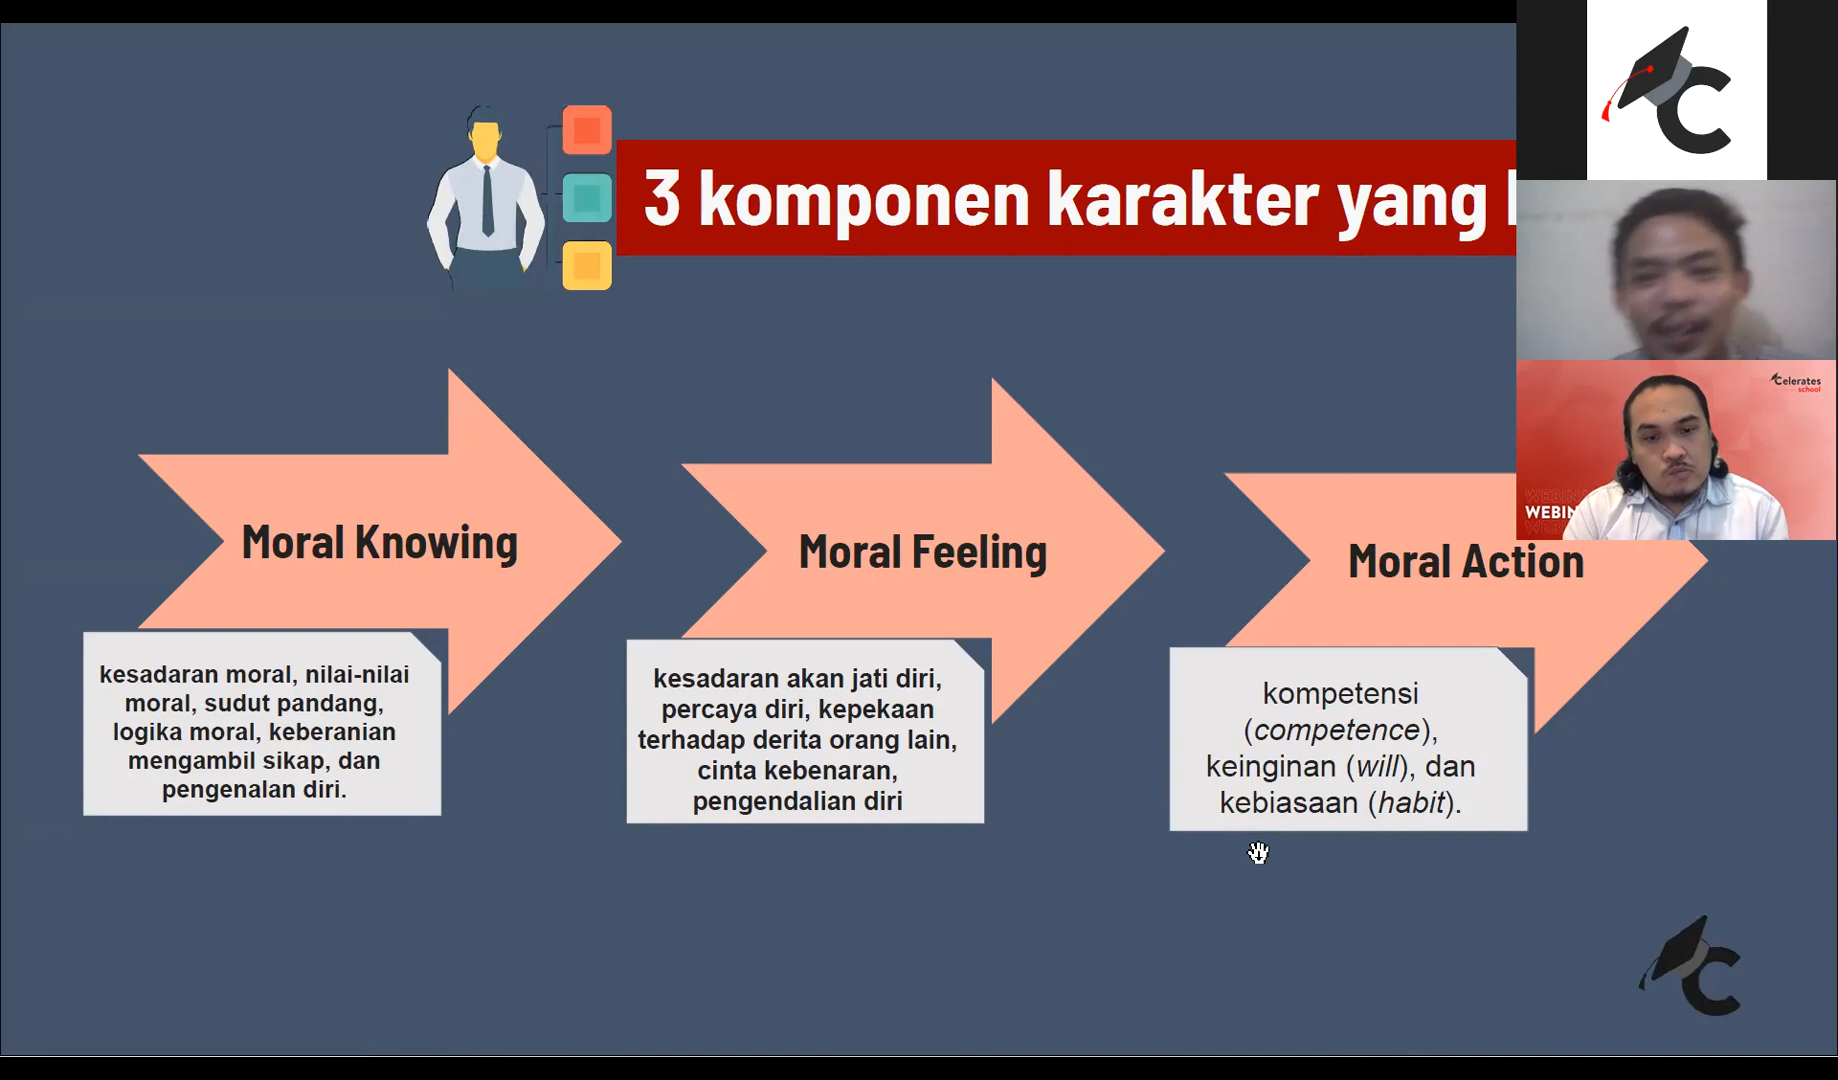 3 komponen karakter yang
Moral Knowing
kesadaran moral, nilai-nilai
moral, sudut pandang,
logika moral, keberanian
mengambil sikap, dan
pengenalan diri.
Moral Feeling
kesadaran akan jati diri,
percaya diri, kepekaan
terhadap derita orang lain,
cinta kebenaran,
pengendalian diri
Moral Action
kompetensi
(competence),
keinginan (will), dan
kebiasaan (habit).
Celerates
school
WEBIN
WEBIN
WEB